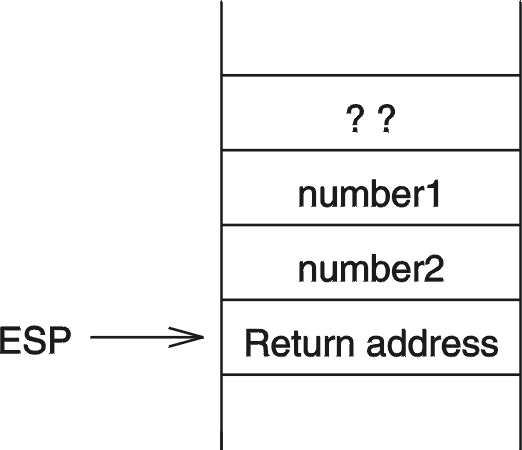 ? ?
number1
number2
ESP
Return address